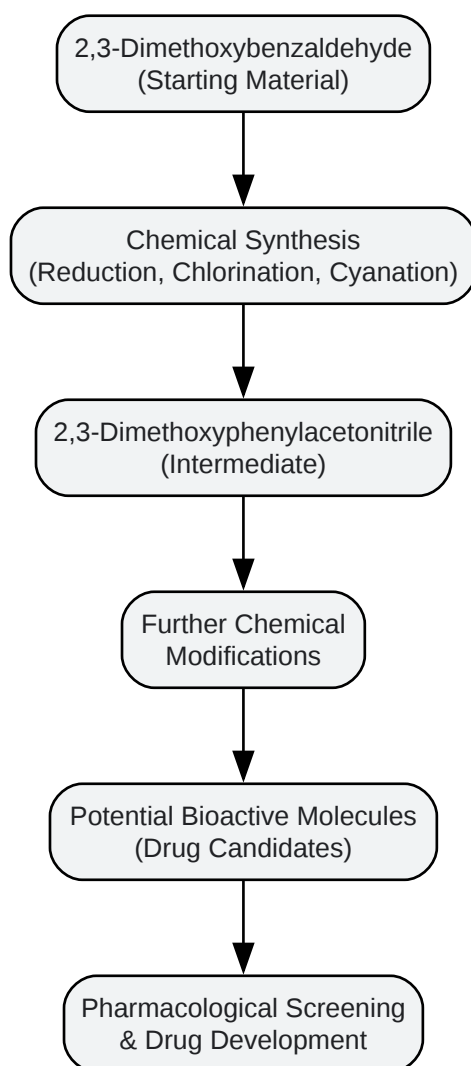 2,3-Dimethoxybenzaldehyde
(Starting Material)
Chemical Synthesis
(Reduction, Chlorination, Cyanation)
2,3-Dimethoxyphenylacetonitrile
(Intermediate)
Further Chemical
Modifications
Potential Bioactive Molecules
(Drug Candidates)
Pharmacological Screening
& Drug Development